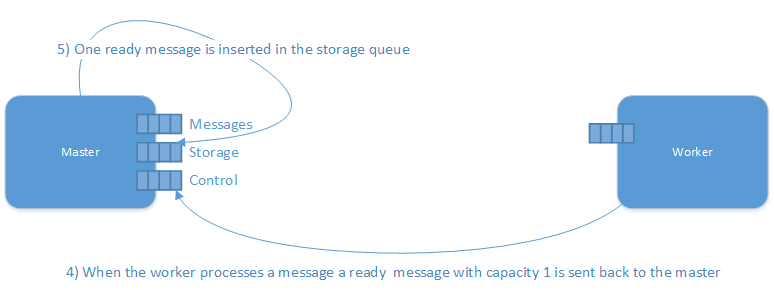 5) One ready message is inserted in the storage queue
Messages
Master
Storage
Worker
Control
4) When the worker processes a message a ready message with capacity 1 is sent back to the master